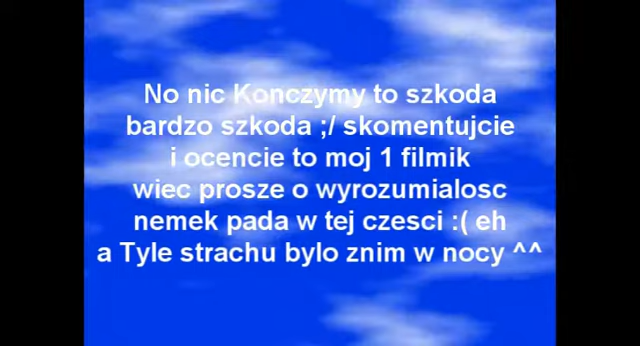 No nic Konczymy to szkoda
bardzo szkoda ;/ skomentujcie
i ocencie to moj 1 filmik
wiec prosze o wyrozumialosc
nemek pada w tej czesci :( eh
a Tyle strachu bylo znim w nocy ^^